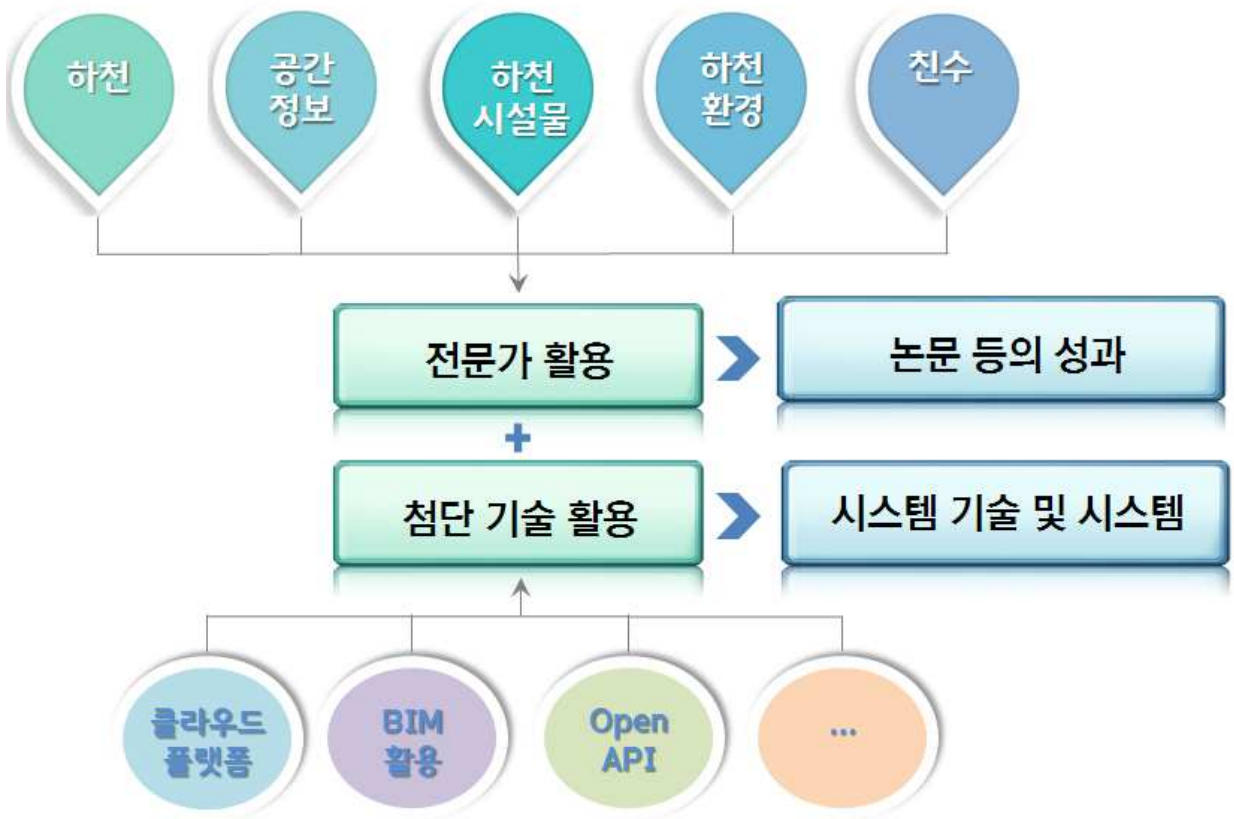 하천
공간
정보
하천
시설물
하천
환경
친수
전문가 활용
논문 등의 성과
+
첨단 기술 활용
시스템 기술 및 시스템
클라우드
플랫폼
BIM
활용
Open
API
...